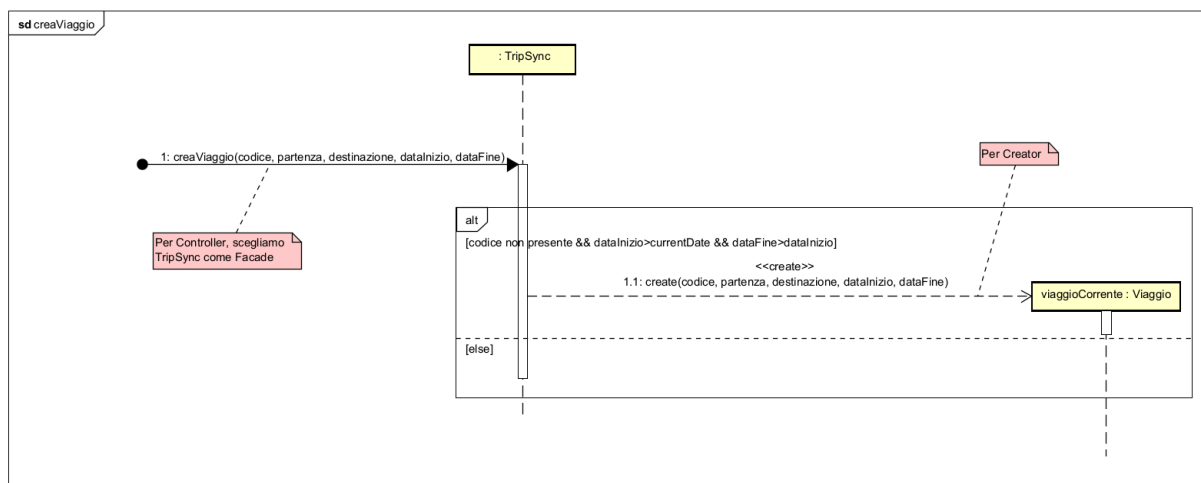 sd creaViaggio
: TripSync
1: creaViaggio(codice, partenza, destinazione, dataInizio, dataFine)
Per Creator
Per Controller, scegliamo
TripSync come Facade
alt
[codice non presente && dataInizio>currentDate && dataFine>dataInizio]
<<create>>
1.1: create(codice, partenza, destinazione, dataInizio, dataFine)
viaggioCorrente : Viaggio
[else]